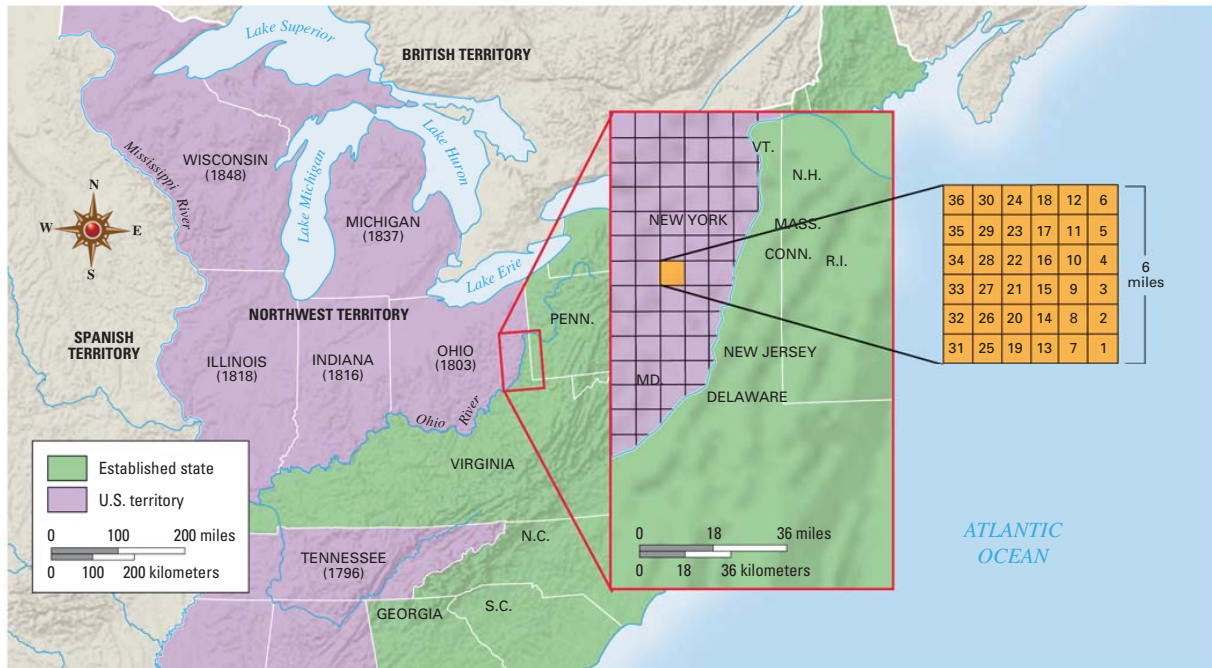 Lake Superior
BRITISH TERRITORY
Mississippi River
WISCONSIN
(1848)
Lake Michigan
Lake Huron
MICHIGAN
(1837)
N
W
E
S
Lake Erie
SPANISH
TERRITORY
NORTHWEST TERRITORY
ILLINOIS
(1818)
INDIANA
(1816)
OHIO
(1803)
PENN.
Ohio River
VIRGINIA
N.C.
TENNESSEE
(1796)
GEORGIA
S.C.
Established state
U.S. territory
0 100 200 miles
0 100 200 kilometers
VT.
N.H.
NEW YORK
MASS.
CONN.
R.I.
NEW JERSEY
MD.
DELAWARE
0 18 36 miles
0 18 36 kilometers
36 30 24 18 12 6
35 29 23 17 11 5
34 28 22 16 10 4
33 27 21 15 9 3
32 26 20 14 8 2
31 25 19 13 7 1
6
miles
ATLANTIC
OCEAN